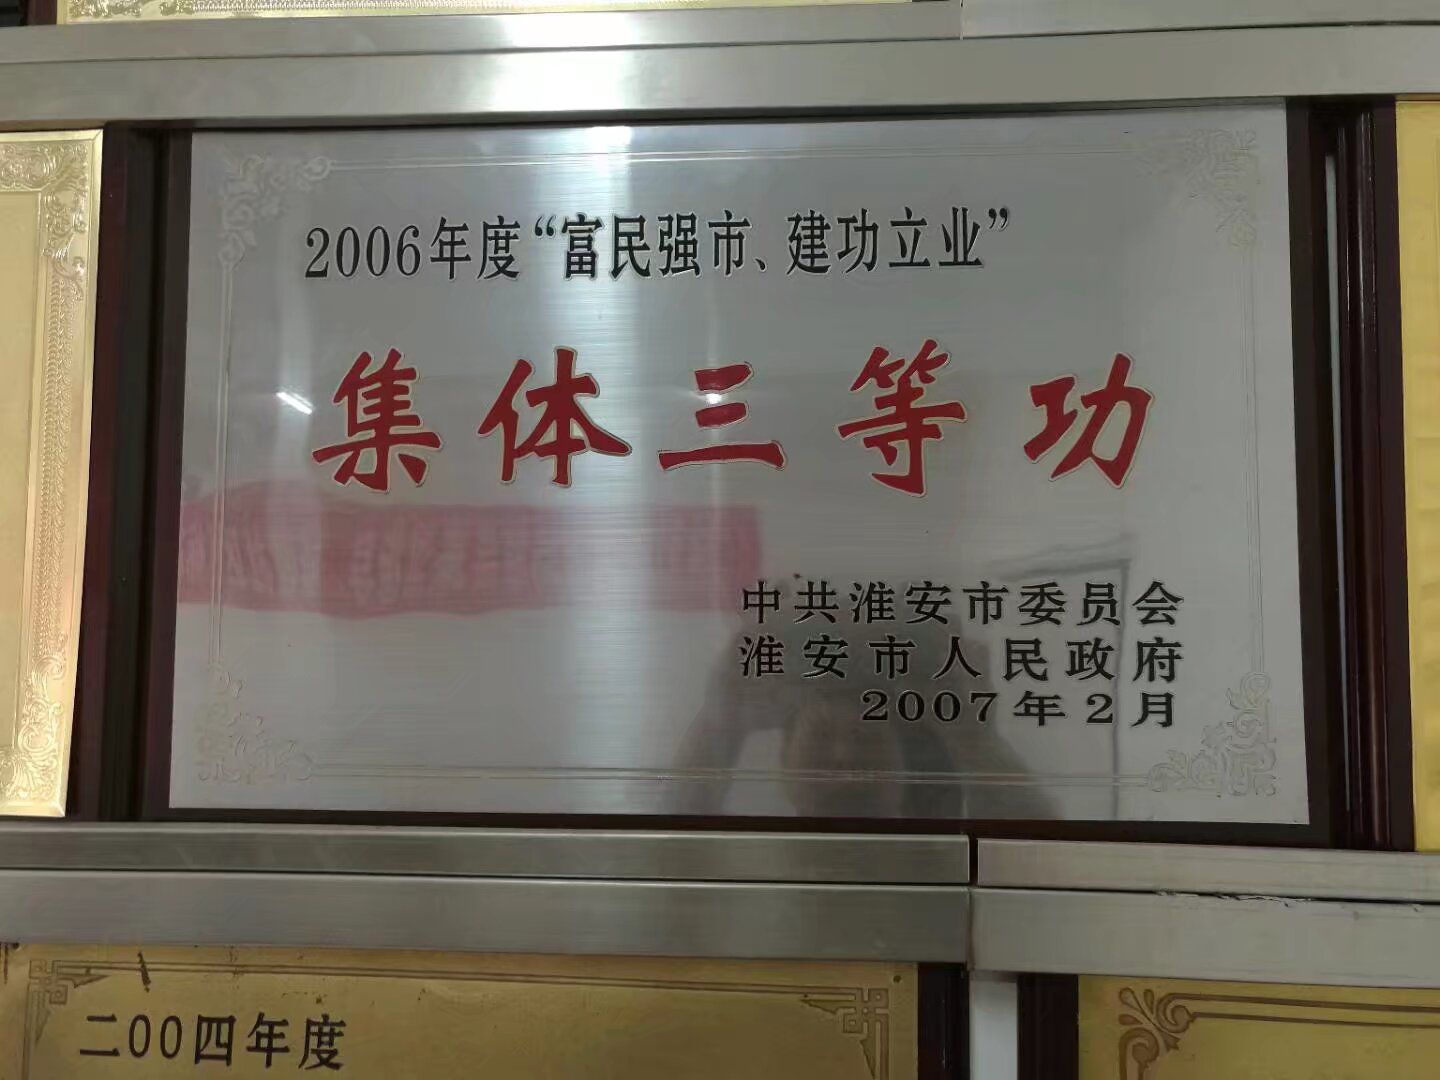 2006年度“富民强市、建功立业”
集体三等功
中共淮安市委员会
淮安市人民政府
2007年2月
二00四年度